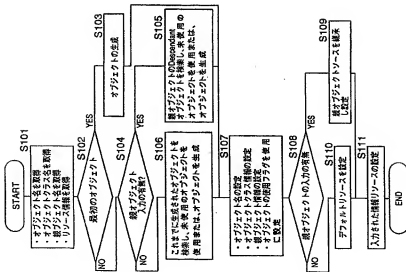 START
S101
・オブジェクト名を取得
・オブジェクトクラス名を取得
・親オブジェクト名を取得
・リソース情報を取得
S102
最初のオブジェクト
YES
NO
S103
オブジェクトの生成
S104
親オブジェクト
入力の有無?
YES
NO
S105
親オブジェクトのDescendant
オブジェクトを検索し、未使用の
オブジェクトを使用または、
オブジェクトを生成
S106
これまでに生成されたオブジェクトを
検索し、未使用のオブジェクトを
使用または、オブジェクトを生成
S107
・オブジェクト名の設定
・オブジェクトクラス情報の設定
・親オブジェクト情報の設定
・オブジェクトの使用フラグを使用
に設定
S108
親オブジェクトの入力の有無
YES
NO
S109
親オブジェクトソースを継承
し設定
S110
デフォルトリソースを設定
S111
入力された情報リソースの設定
END